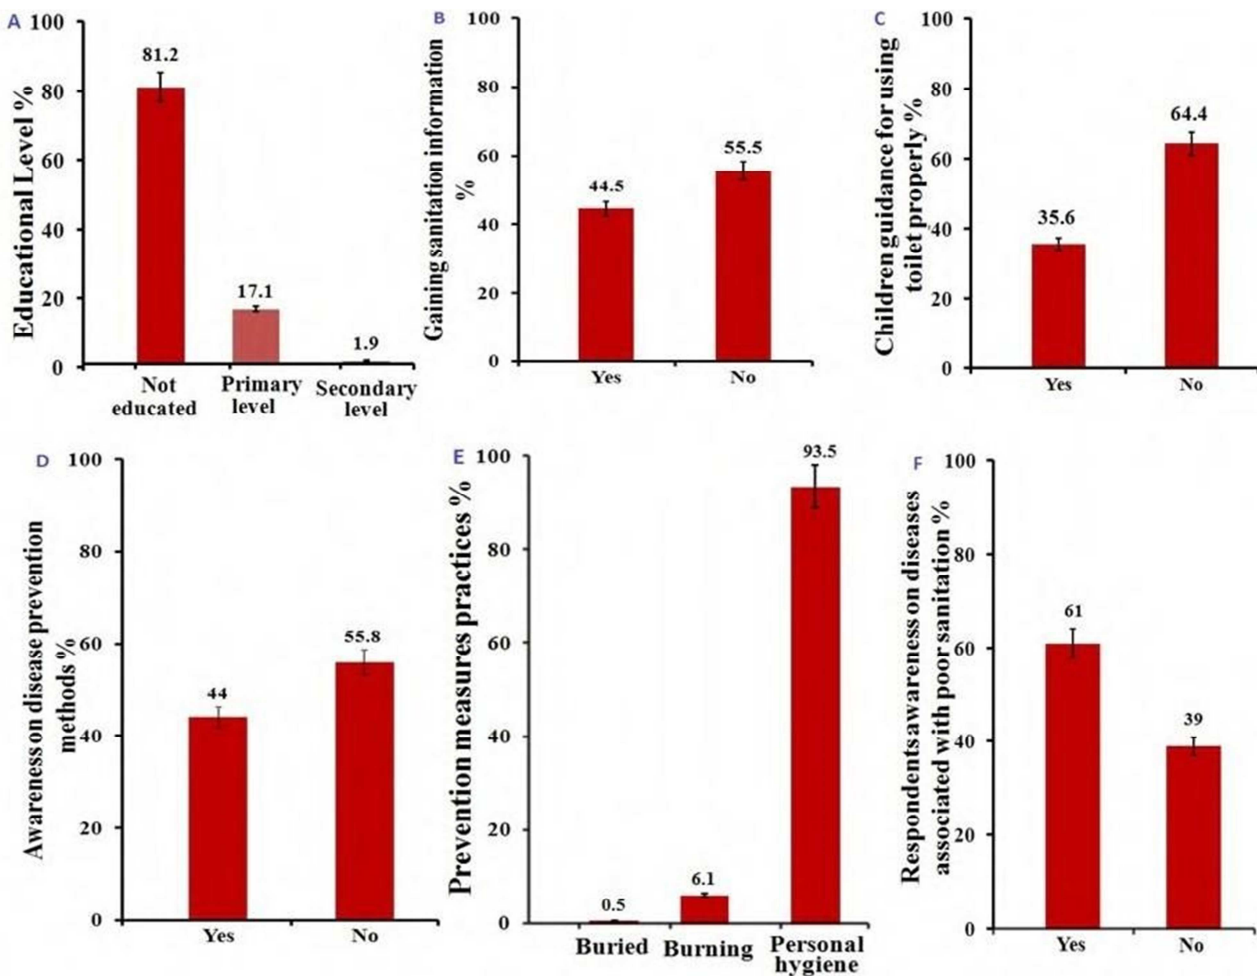 A
Educational Level %
100
80
60
40
20
0
81.2
17.1
1.9
Not
educated
Primary
level
Secondary
level
B
Gaining sanitation information
%
100
80
60
40
20
0
44.5
55.5
Yes
No
C
Children guidance for using
toilet properly %
100
80
60
40
20
0
35.6
64.4
Yes
No
D
Awareness on disease prevention
methods %
100
80
60
40
20
0
44
55.8
Yes
No
E
Prevention measures practices %
100
80
60
40
20
0
0.5
6.1
93.5
Buried
Burning
Personal
hygiene
F
Respondents awareness on diseases
associated with poor sanitation %
100
80
60
40
20
0
61
39
Yes
No